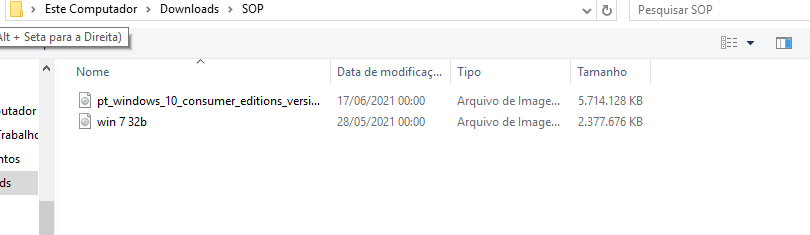 Este Computador > Downloads > SOP
Pesquisar SOP
Alt + Seta para a Direita)
Nome
Data de modificaç...
Tipo
Tamanho
pt_windows_10_consumer_editions_versi...
17/06/2021 00:00
Arquivo de Image...
5.714.128 KB
win 7 32b
28/05/2021 00:00
Arquivo de Image...
2.377.676 KB
utador
Trabalho
ntos
ds